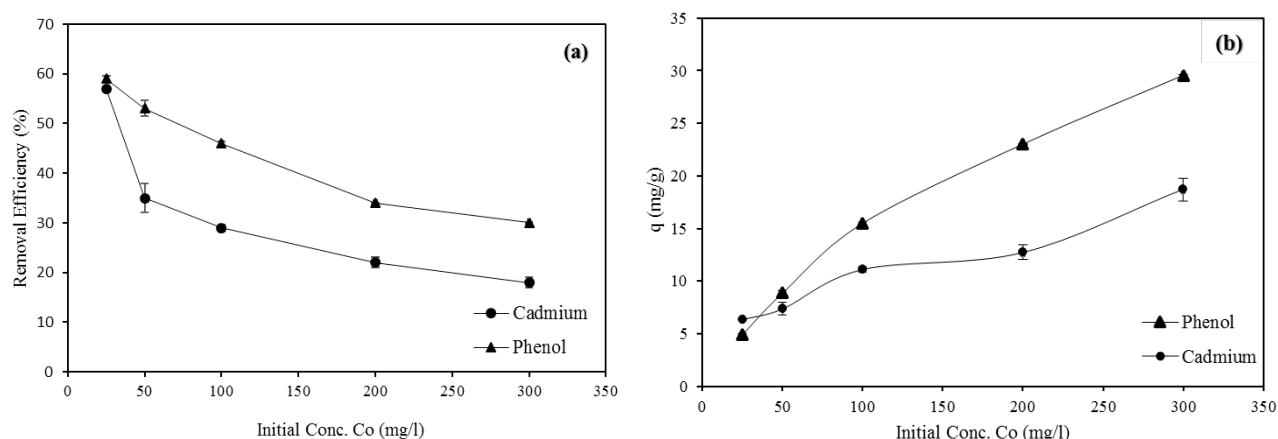 70
60
50
40
30
20
10
0
0 50 100 150 200 250 300 350
Removal Efficiency (%)
Initial Conc. Co (mg/l)
(a)
Cadmium
Phenol
35
30
25
20
15
10
5
0
0 50 100 150 200 250 300 350
q (mg/g)
Initial Conc. Co (mg/l)
(b)
Phenol
Cadmium